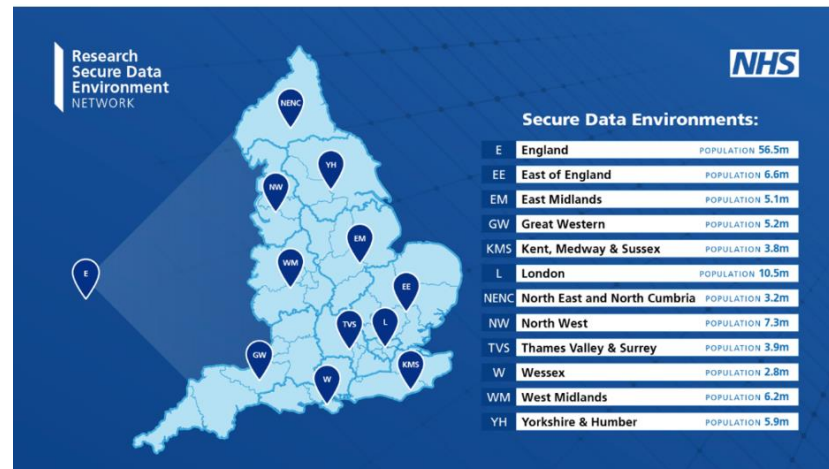 Research
Secure Data
Environment
NETWORK
NHS
NENC
YH
NW
EM
WM
E
EE
TVS
L
GW
KMS
W
Secure Data Environments:
E England POPULATION 56.5m
EE East of England POPULATION 6.6m
EM East Midlands POPULATION 5.1m
GW Great Western POPULATION 5.2m
KMS Kent, Medway & Sussex POPULATION 3.8m
L London POPULATION 10.5m
NENC North East and North Cumbria POPULATION 3.2m
NW North West POPULATION 7.3m
TVS Thames Valley & Surrey POPULATION 3.9m
W Wessex POPULATION 2.8m
WM West Midlands POPULATION 6.2m
YH Yorkshire & Humber POPULATION 5.9m